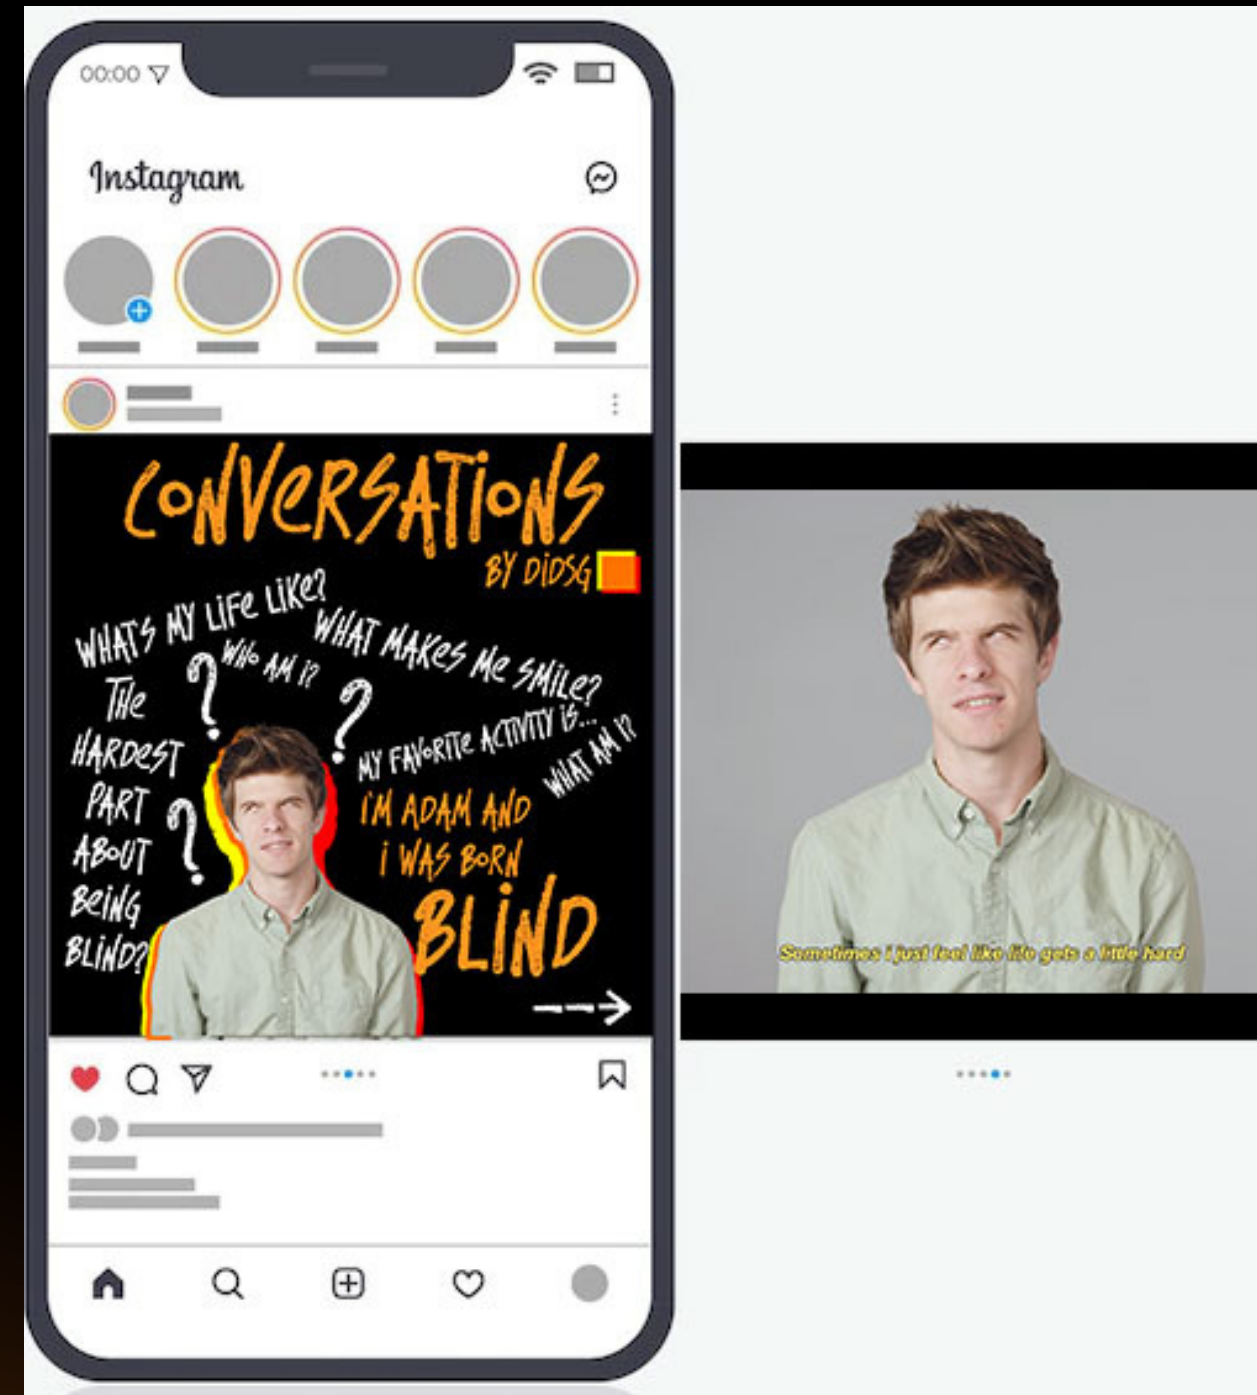 00:00
Instagram
CONVERSATIONS
BY DIDSG
WHATS MY LIFE LIKE?
WHO AM I?
WHAT MAKES ME SMILE?
THE
HARDEST
PART
ABOUT
BEING
BLIND?
MY FAVORITE ACTIVITY IS...
WHAT AM I?
I'M ADAM AND
I WAS BORN
BLIND
Sometimes i just feel like life gets a little hard